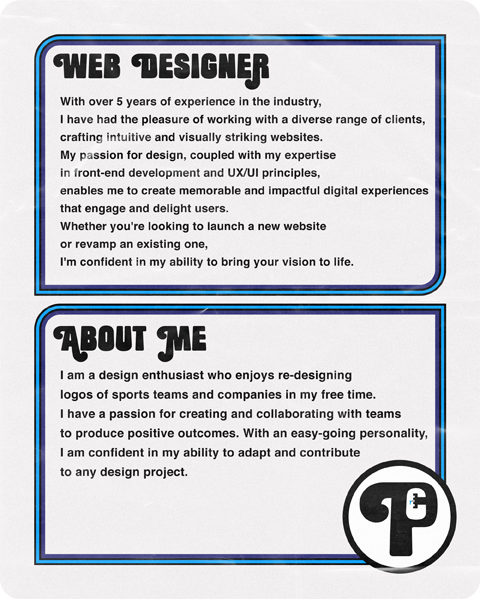 WEB DESIGNER
With over 5 years of experience in the industry,
I have had the pleasure of working with a diverse range of clients,
crafting intuitive and visually striking websites.
My passion for design, coupled with my expertise
in front-end development and UX/UI principles,
enables me to create memorable and impactful digital experiences
that engage and delight users.
Whether you're looking to launch a new website
or revamp an existing one,
I'm confident in my ability to bring your vision to life.
ABOUT ME
I am a design enthusiast who enjoys re-designing
logos of sports teams and companies in my free time.
I have a passion for creating and collaborating with teams
to produce positive outcomes. With an easy-going personality,
I am confident in my ability to adapt and contribute
to any design project.